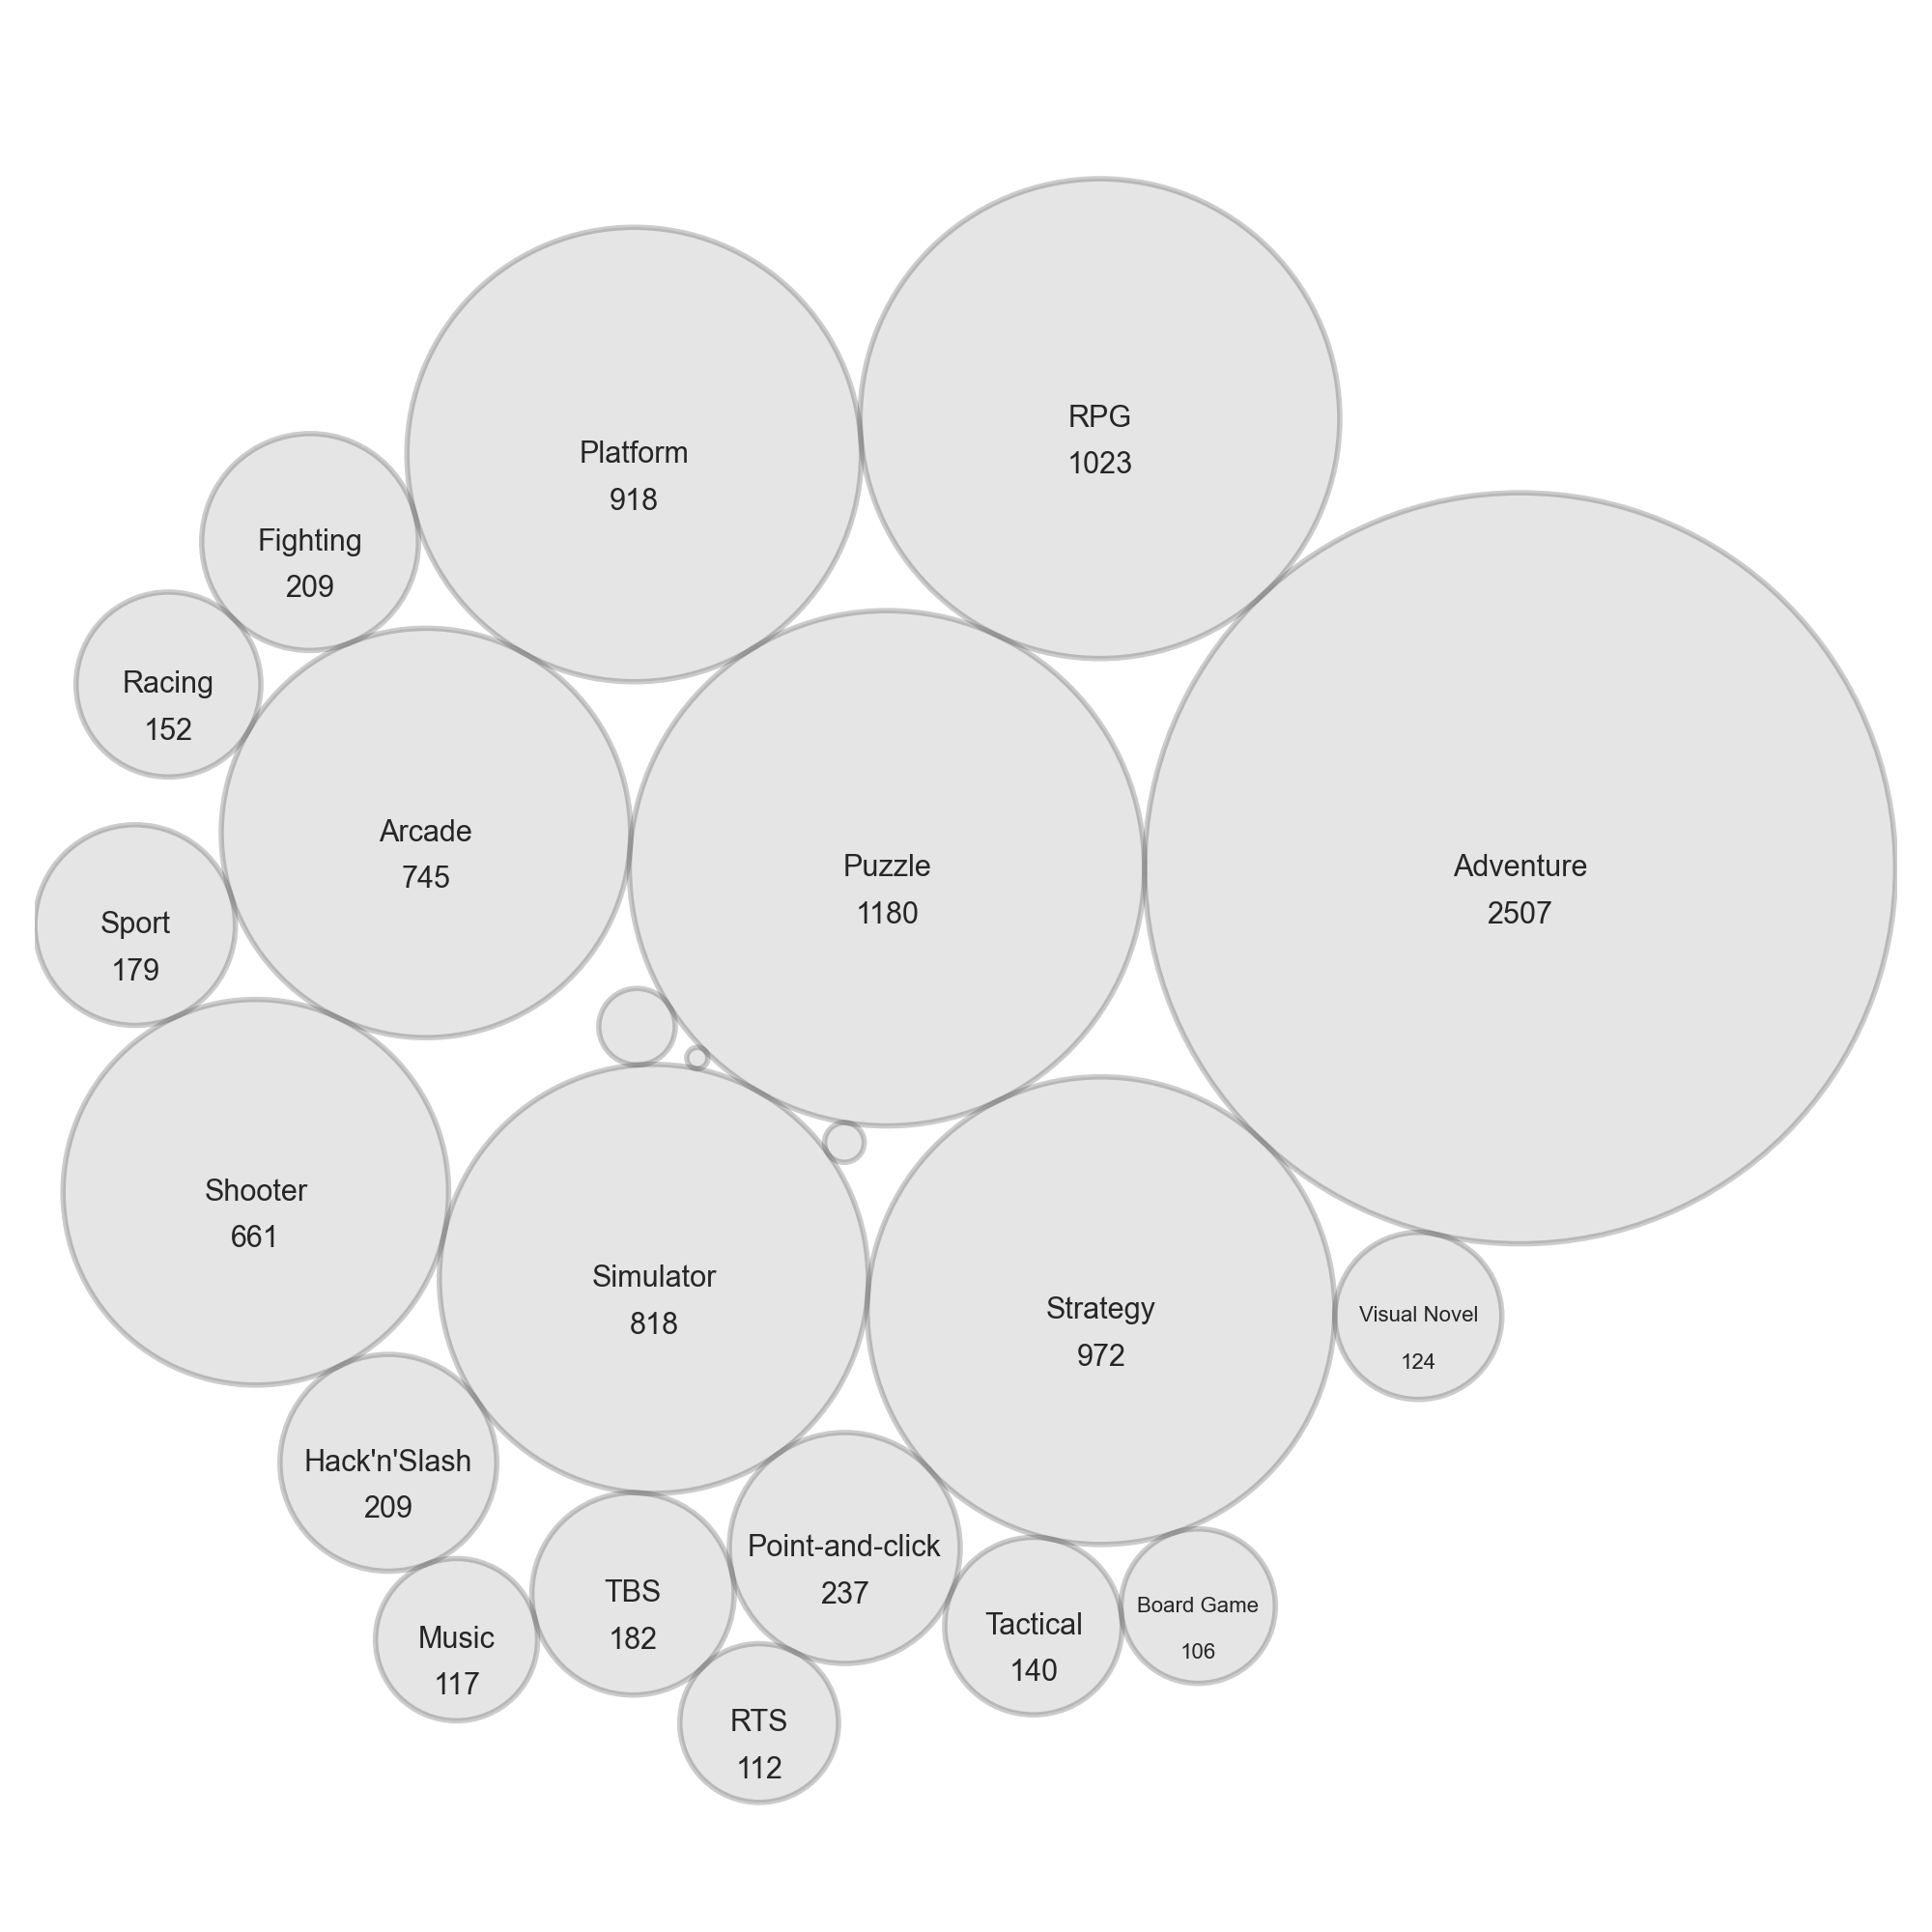 RPG
1023
Platform
918
Fighting
209
Racing
152
Arcade
745
Puzzle
1180
Adventure
2507
Sport
179
Shooter
661
Simulator
818
Strategy
972
Visual Novel
124
Hack'n'Slash
209
Point-and-click
237
TBS
182
Board Game
106
Tactical
140
Music
117
RTS
112